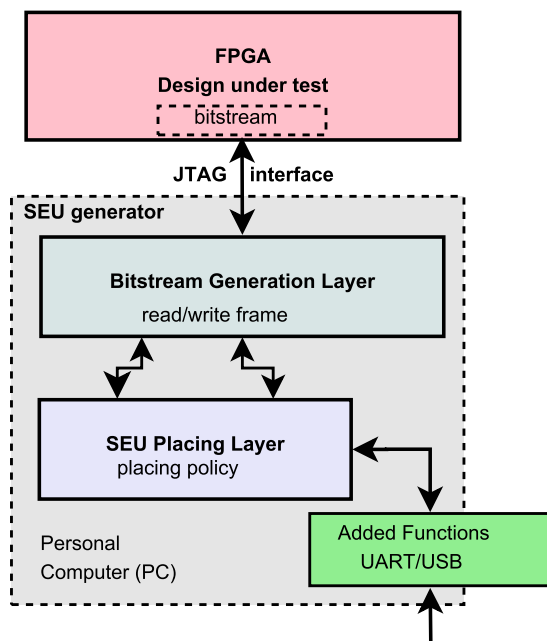 FPGA
Design under test
bitstream
JTAG interface
SEU generator
Bitstream Generation Layer
read/write frame
SEU Placing Layer
placing policy
Added Functions
UART/USB
Personal
Computer (PC)